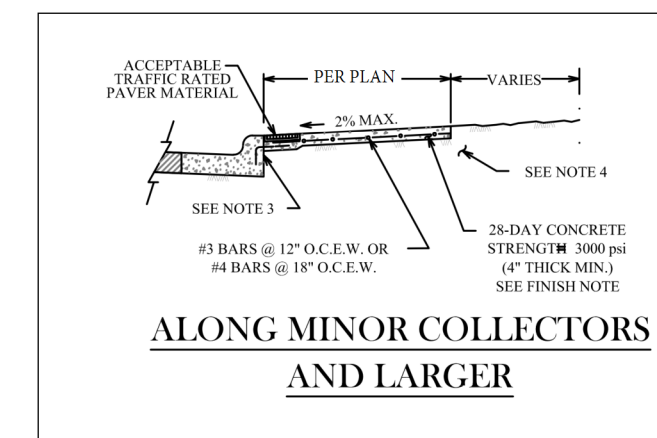 ACCEPTABLE
TRAFFIC RATED
PAVER MATERIAL
PER PLAN
VARIES
2% MAX.
SEE NOTE 4
SEE NOTE 3
#3 BARS @ 12" O.C.E.W. OR
#4 BARS @ 18" O.C.E.W.
28-DAY CONCRETE
STRENGTH 3000 psi
(4" THICK MIN.)
SEE FINISH NOTE
ALONG MINOR COLLECTORS
AND LARGER